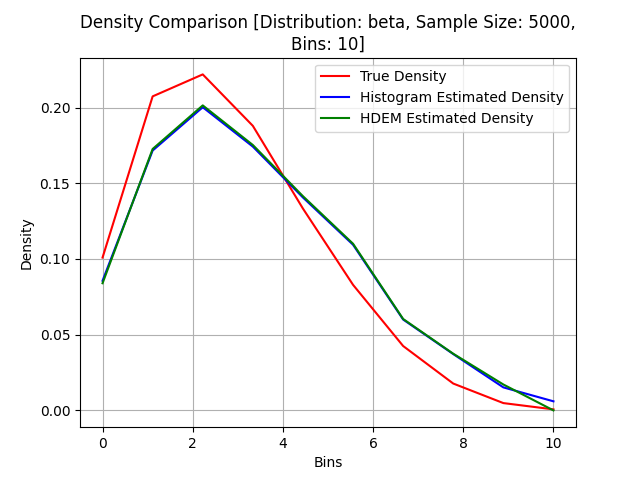 Density Comparison [Distribution: beta, Sample Size: 5000,
Bins: 10]
True Density
Histogram Estimated Density
HDEM Estimated Density
Density
0.20
0.15
0.10
0.05
0.00
0 2 4 6 8 10
Bins